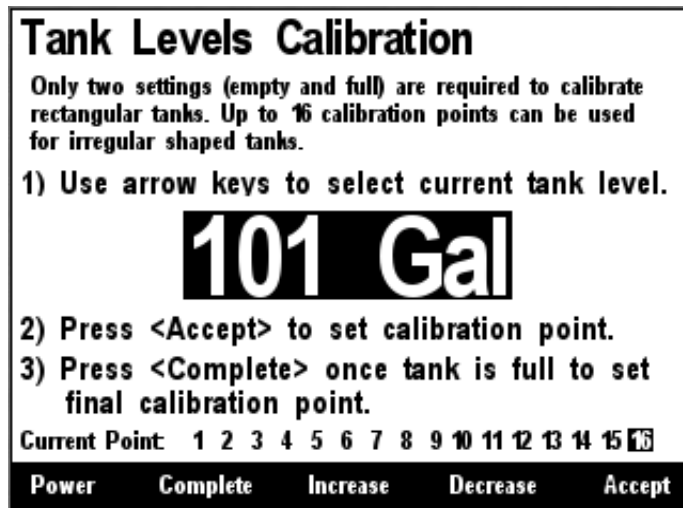 Tank Levels Calibration
Only two settings (empty and full) are required to calibrate
rectangular tanks. Up to 16 calibration points can be used
for irregular shaped tanks.
1) Use arrow keys to select current tank level.
101 Gal
2) Press <Accept> to set calibration point.
3) Press <Complete> once tank is full to set
final calibration point.
Current Point: 1 2 3 4 5 6 7 8 9 10 11 12 13 14 15 16
Power Complete Increase Decrease Accept